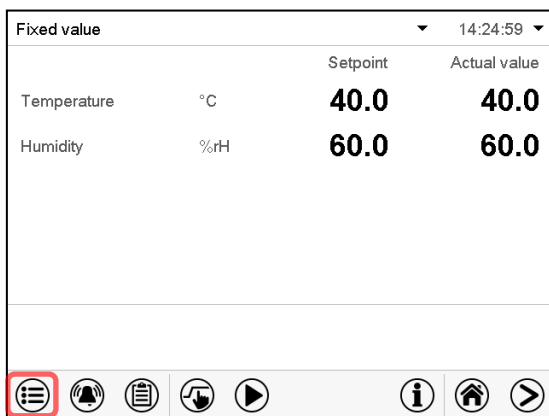 Fixed value 14:24:59
Setpoint Actual value
Temperature °C 40.0 40.0
Humidity %rH 60.0 60.0